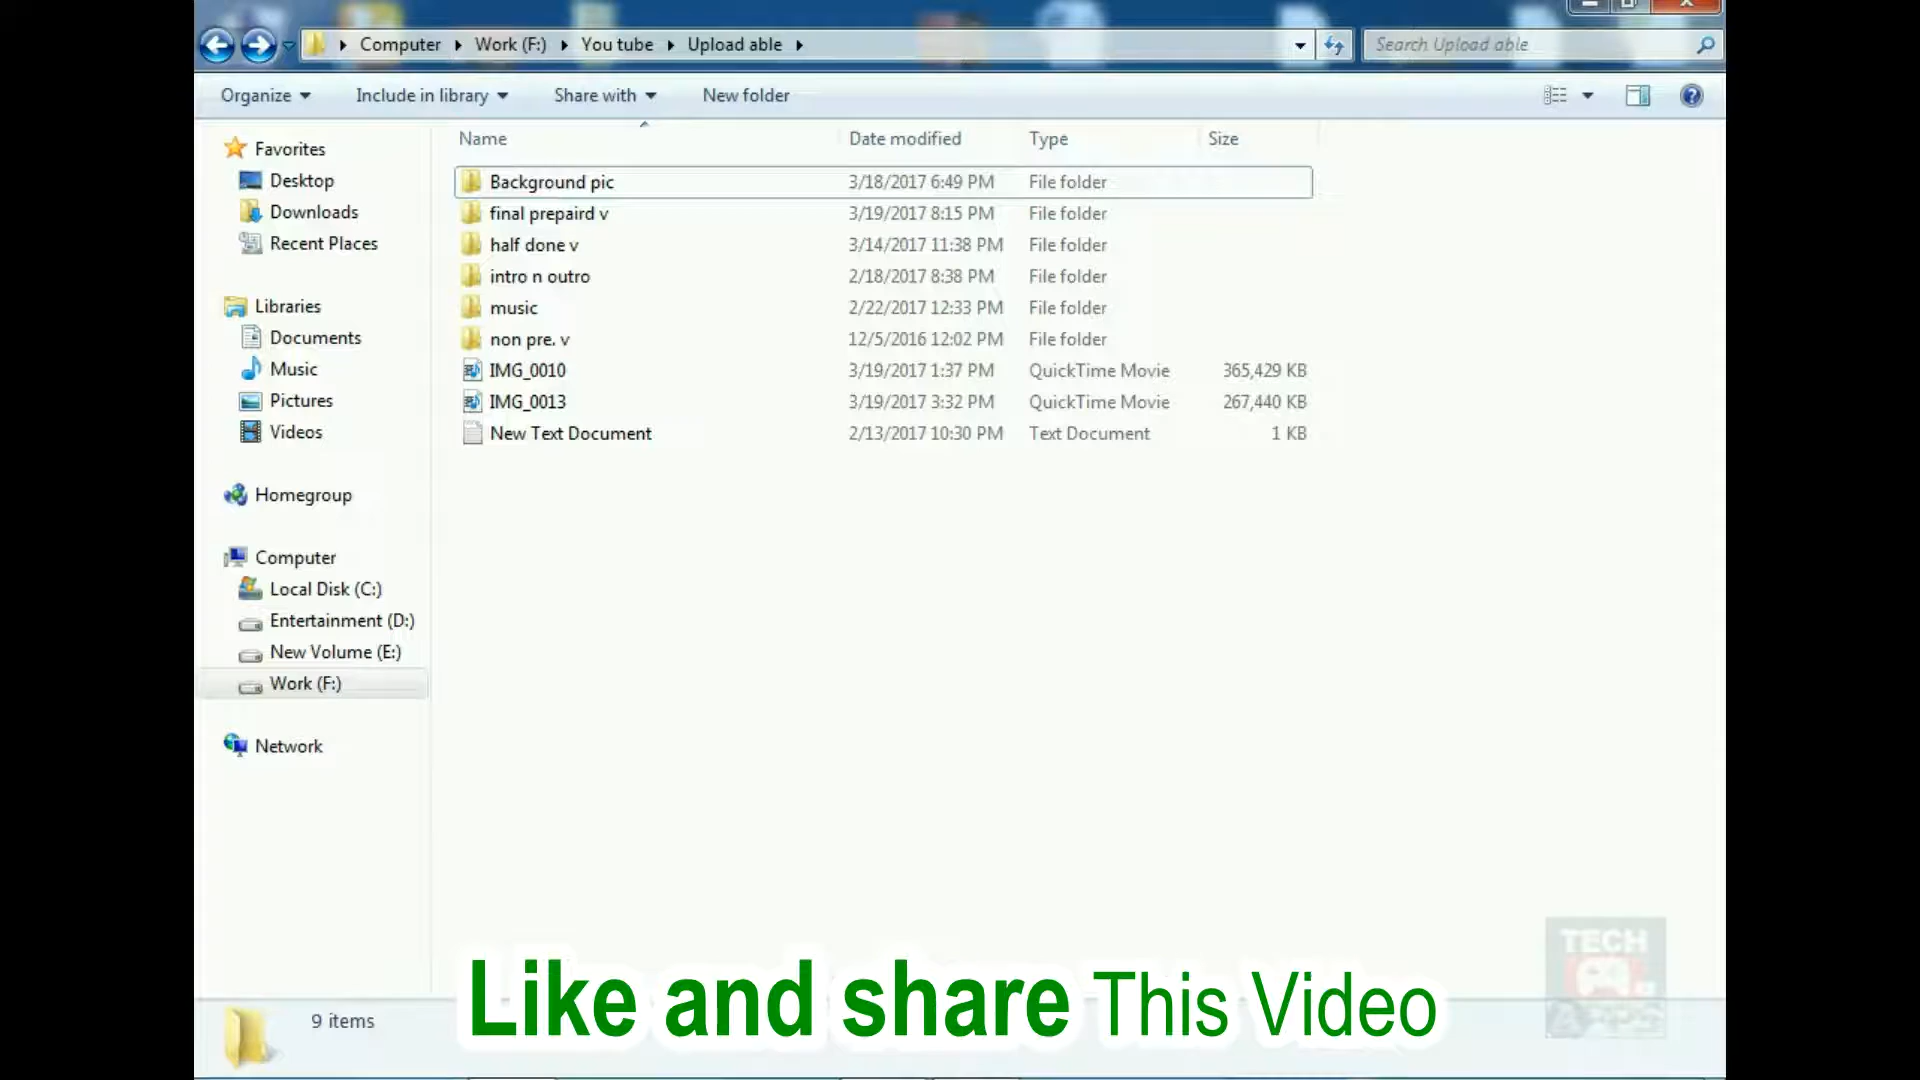 Computer Work (F:) You tube Upload able
Search Upload able
Organize Include in library Share with New folder
Name Date modified Type Size
Favorites
Desktop
Downloads
Recent Places
Libraries
Documents
Music
Pictures
Videos
Homegroup
Computer
Local Disk (C:)
Entertainment (D:)
New Volume (E:)
Work (F:)
Network
Background pic 3/18/2017 6:49 PM File folder
final prepaird v 3/19/2017 8:15 PM File folder
half done v 3/14/2017 11:38 PM File folder
intro n outro 2/18/2017 8:38 PM File folder
music 2/22/2017 12:33 PM File folder
non pre. v 12/5/2016 12:02 PM File folder
IMG_0010 3/19/2017 1:37 PM QuickTime Movie 365,429 KB
IMG_0013 3/19/2017 3:32 PM QuickTime Movie 267,440 KB
New Text Document 2/13/2017 10:30 PM Text Document 1 KB
TECH
9 items
Like and share This Video